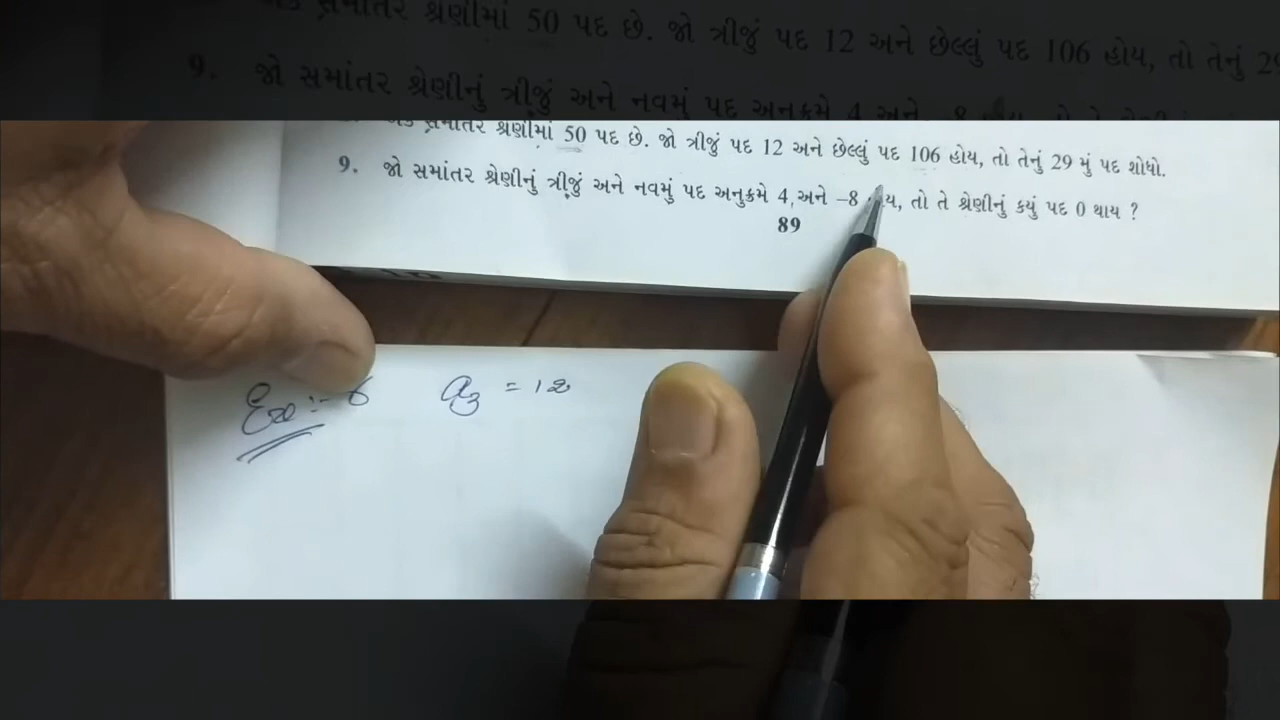 સમાંતર શ્રેણીમાં 50 પદ છે. જો ત્રીજું પદ 12 અને છેલ્લું પદ 106 હોય, તો તેનું
9. જો સમાંતર શ્રેણીનું ત્રીજું અને નવમું પદ અનુક્રમે 4 અને -8
સમાંતર શ્રેણીમાં 50 પદ છે. જો ત્રીજું પદ 12 અને છેલ્લું પદ 106 હોય, તો તેનું 29 મું પદ શોધો.
9. જો સમાંતર શ્રેણીનું ત્રીજું અને નવમું પદ અનુક્રમે 4 અને –8 તો તે શ્રેણીનું કયું પદ 0 થાય ?
89
:- 6 a₃ = 12